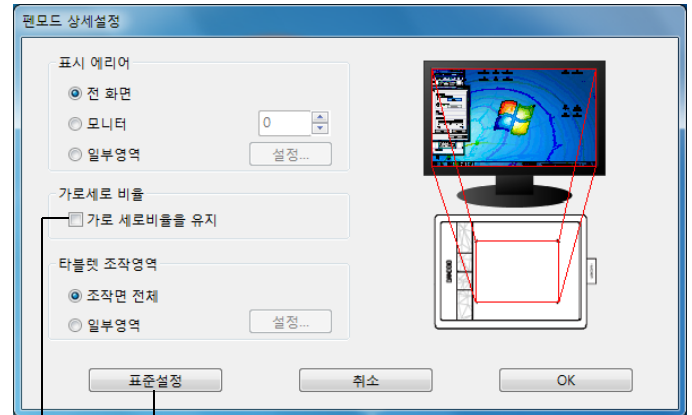 펜모드 상세설정
표시 에리어
전 화면
모니터
0
일부영역
설정...
가로세로 비율
가로 세로비율을 유지
타블렛 조작영역
조작면 전체
일부영역
설정...
표준설정
취소
OK